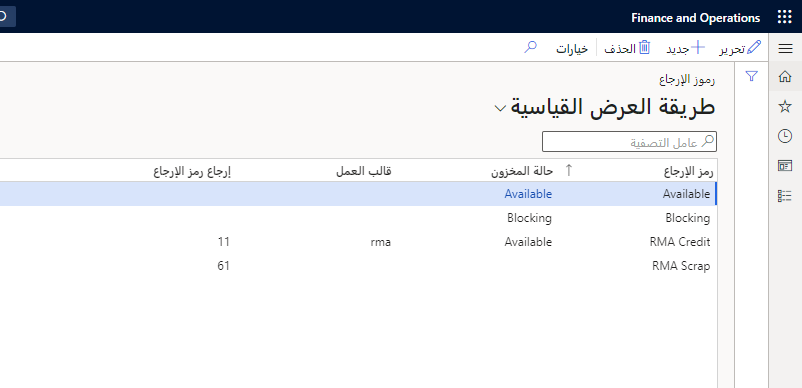 Finance and Operations
تحرير جديد الحذف خيارات
رموز الإرجاع
طريقة العرض القياسية
عامل التصفية
رمز الإرجاع حالة المخزون قالب العمل إرجاع رمز الإرجاع
Available Available
Blocking Blocking
RMA Credit Available rma 11
RMA Scrap 61